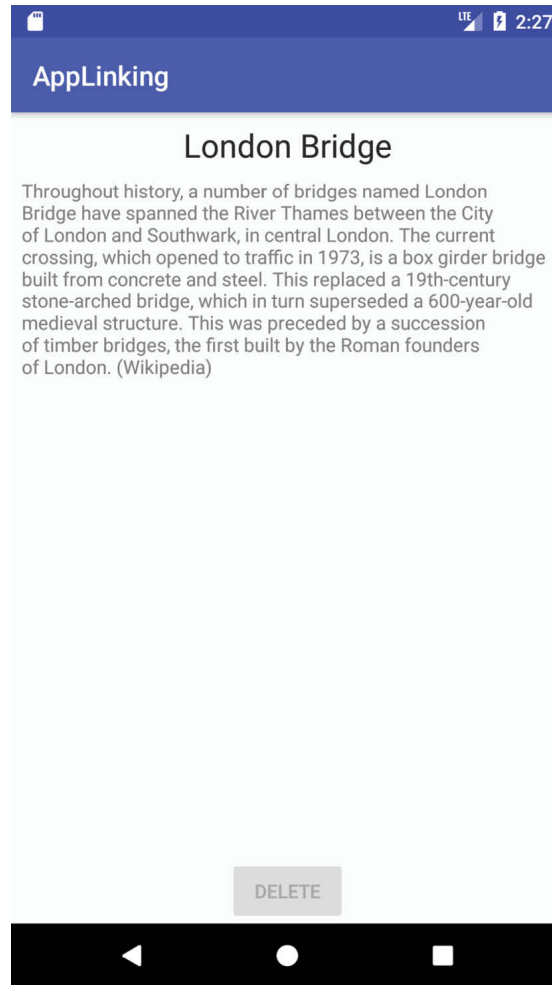 LTE 2:27
AppLinking
London Bridge
Throughout history, a number of bridges named London
Bridge have spanned the River Thames between the City
of London and Southwark, in central London. The current
crossing, which opened to traffic in 1973, is a box girder bridge
built from concrete and steel. This replaced a 19th-century
stone-arched bridge, which in turn superseded a 600-year-old
medieval structure. This was preceded by a succession
of timber bridges, the first built by the Roman founders
of London. (Wikipedia)
DELETE